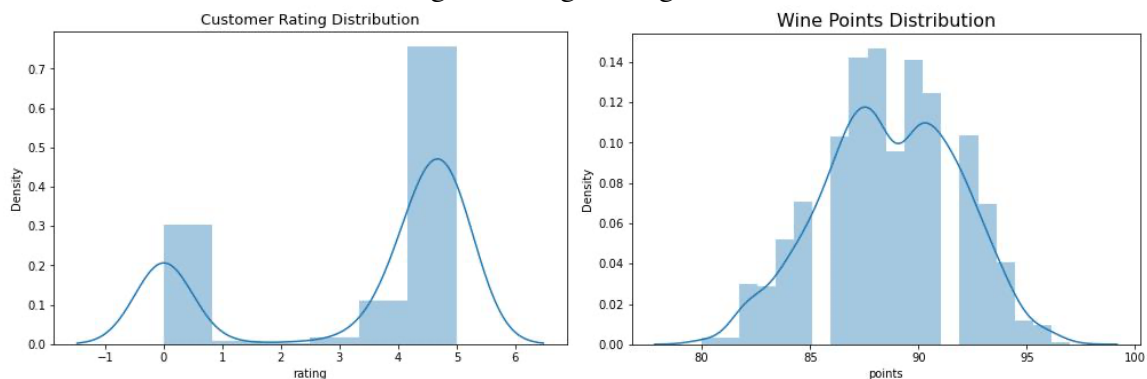 Customer Rating Distribution
0.7
0.6
0.5
0.4
0.3
0.2
0.1
0.0
Density
−1 0 1 2 3 4 5 6
rating
Wine Points Distribution
0.14
0.12
0.10
0.08
0.06
0.04
0.02
0.00
Density
80 85 90 95 100
points